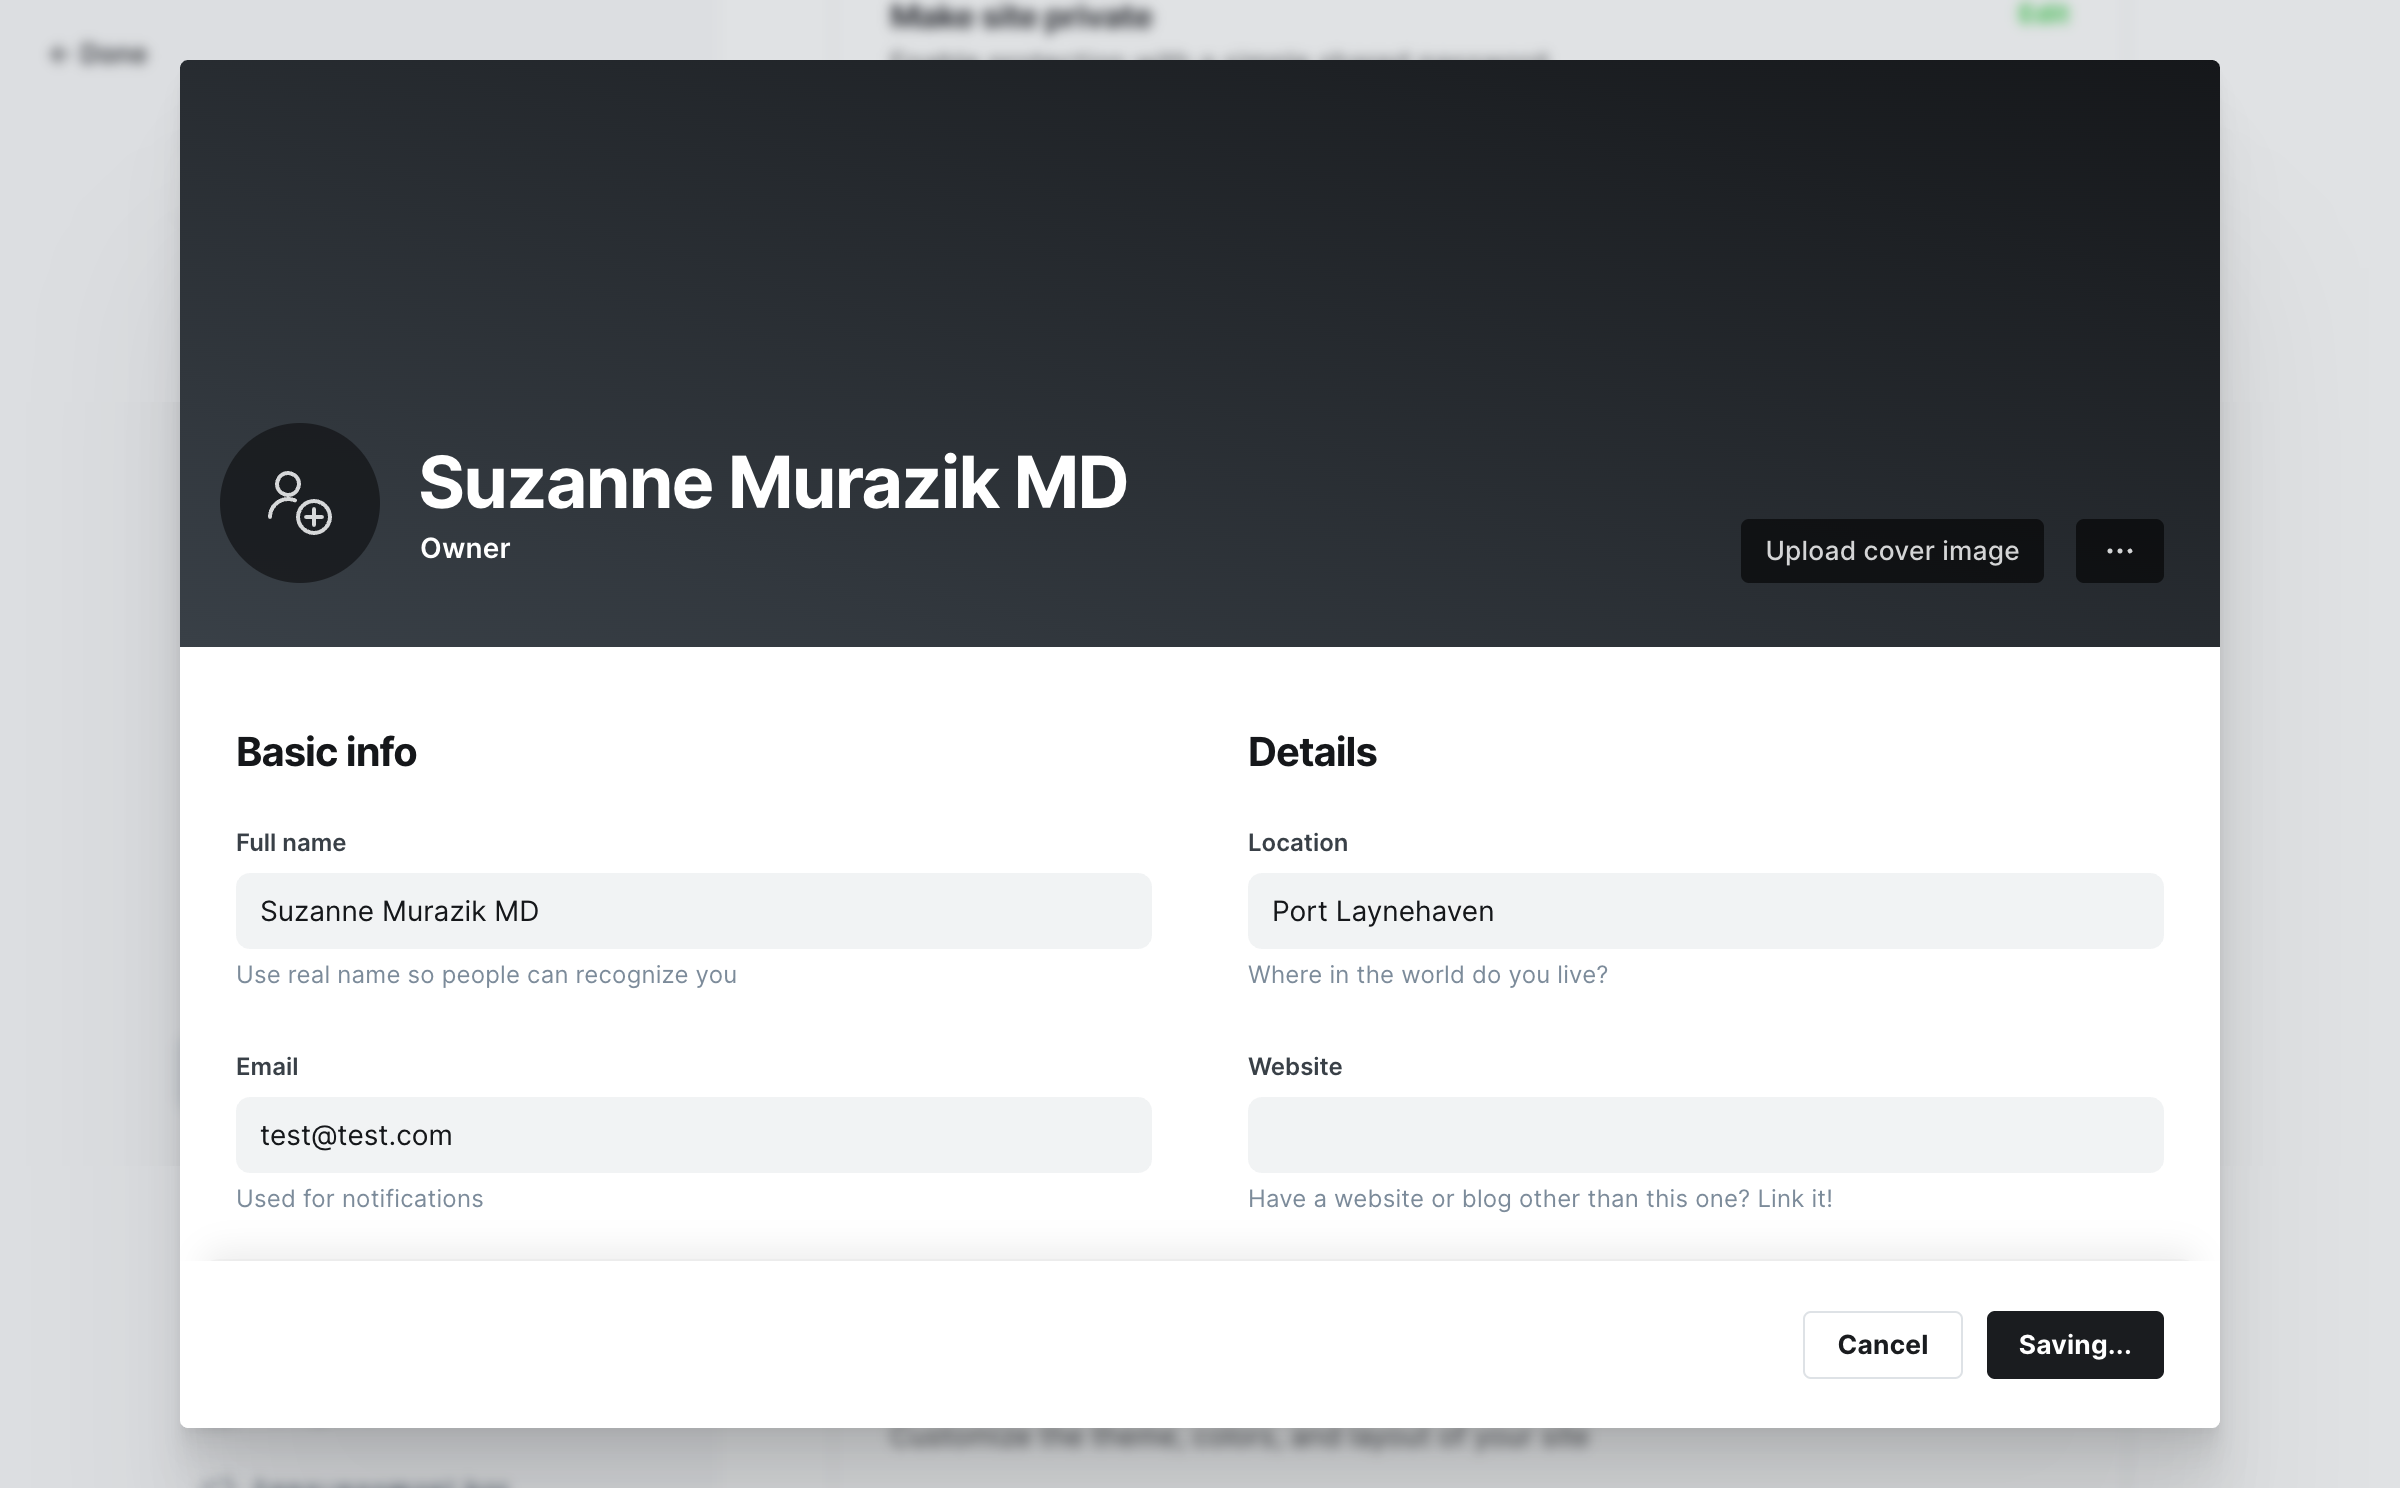 ← Done
Make site private
Edit
Suzanne Murazik MD
Owner
Upload cover image
Basic info
Full name
Suzanne Murazik MD
Use real name so people can recognize you
Email
test@test.com
Used for notifications
Details
Location
Port Laynehaven
Where in the world do you live?
Website
Have a website or blog other than this one? Link it!
Cancel
Saving...
Customize the theme, colors, and layout of your site